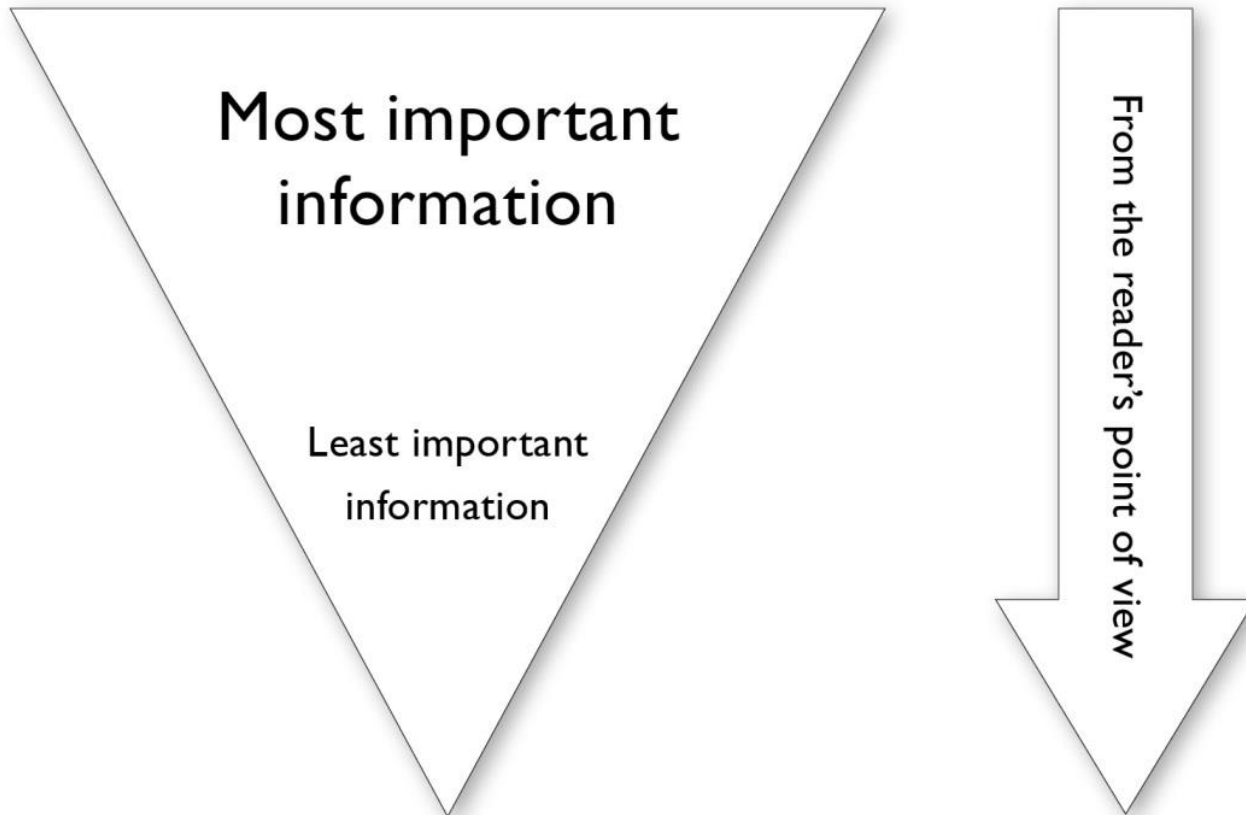 Most important
information
Least important
information
From the reader’s point of view